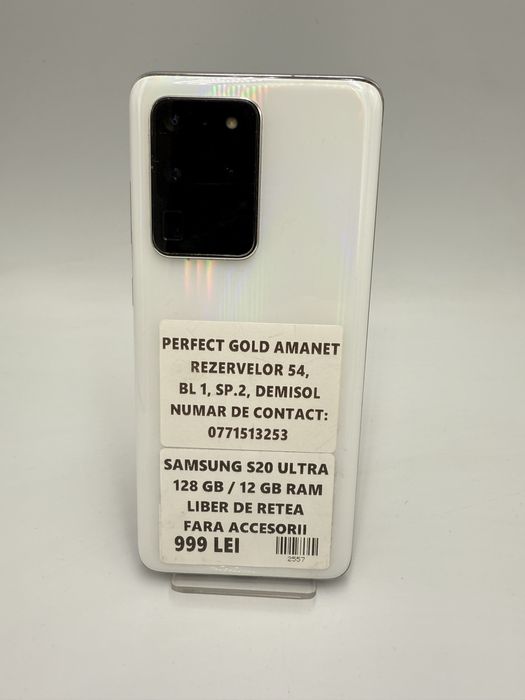 PERFECT GOLD AMANET
REZERVELOR 54,
BL 1, SP.2, DEMISOL
NUMAR DE CONTACT:
0771513253
SAMSUNG S20 ULTRA
128 GB / 12 GB RAM
LIBER DE RETEA
FARA ACCESORII
999 LEI
2557